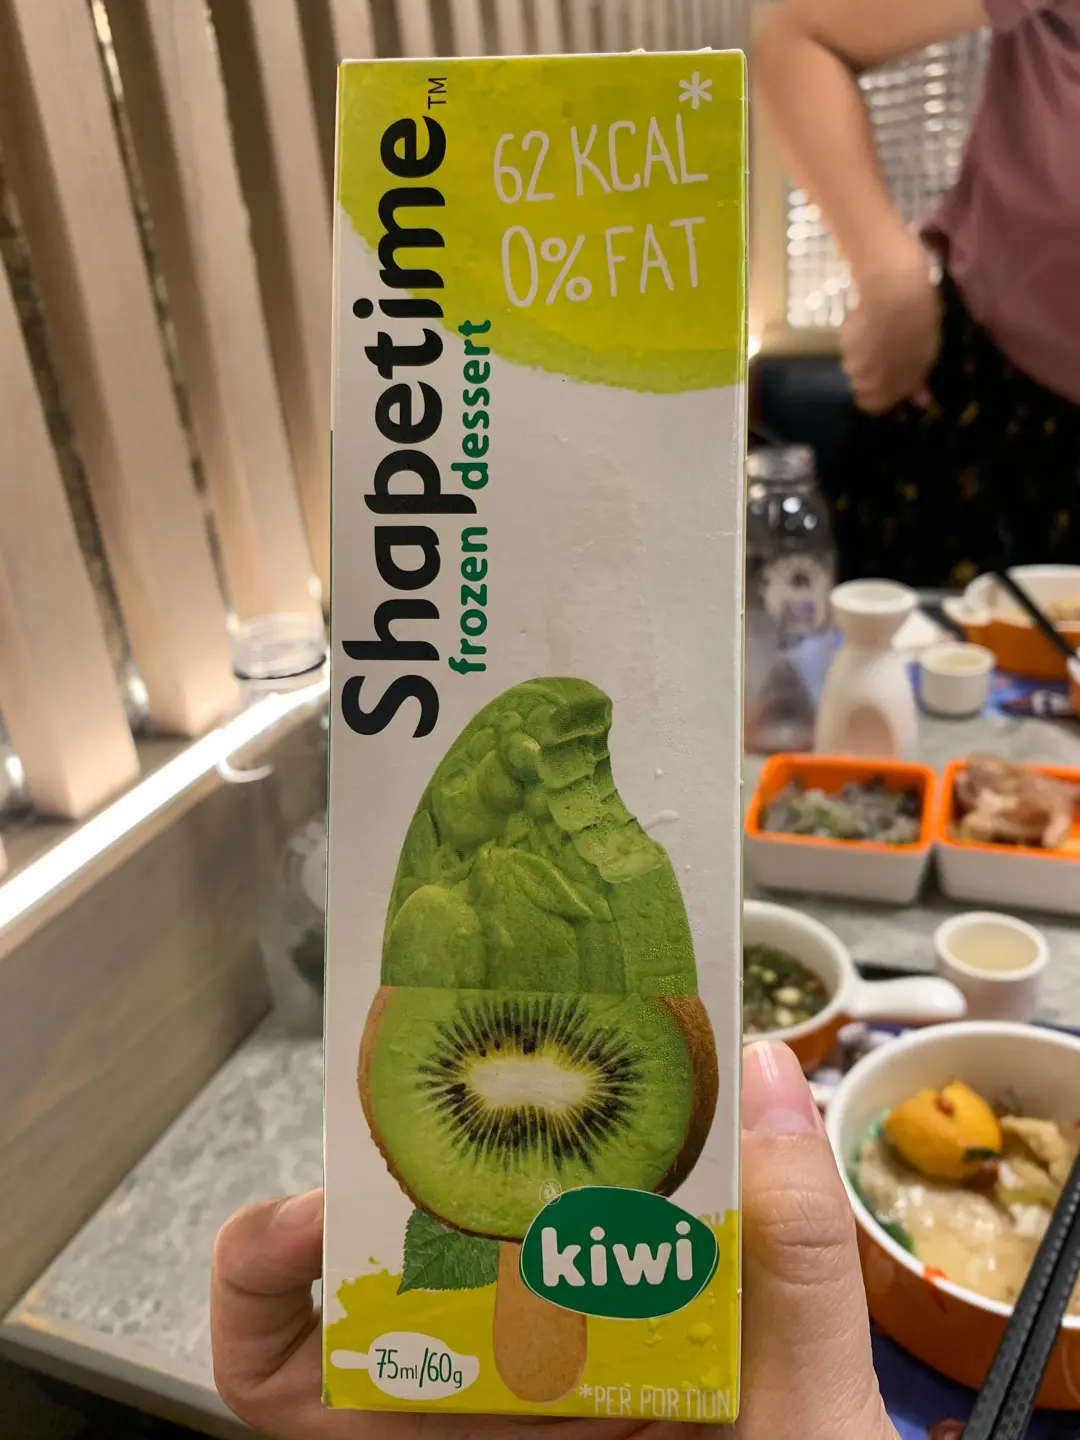 Shapetime™
frozen dessert
62 KCAL*
0% FAT
kiwi
75ml/60g
*PER PORTION